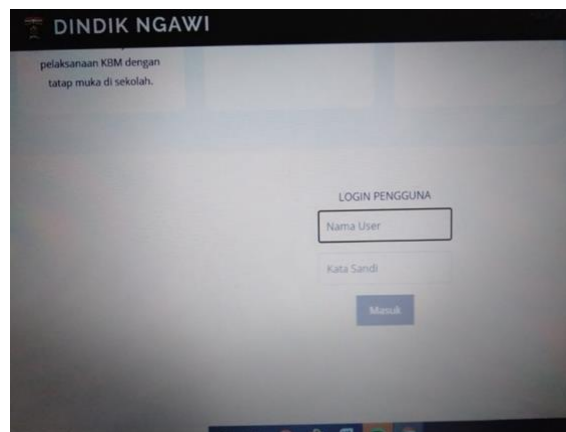 DINDIK NGAWI
pelaksanaan KBM dengan
tatap muka di sekolah.
LOGIN PENGGUNA
Nama User
Kata Sandi
Masuk